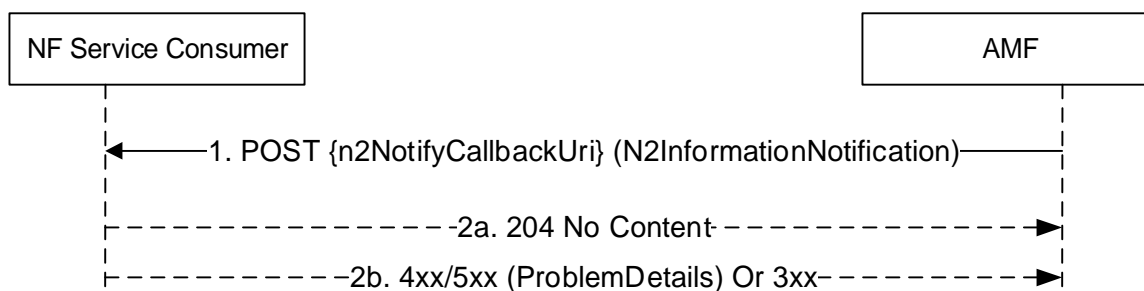 NF Service Consumer
AMF
1. POST {n2NotifyCallbackUri} (N2InformationNotification)
2a. 204 No Content
2b. 4xx/5xx (ProblemDetails) Or 3xx